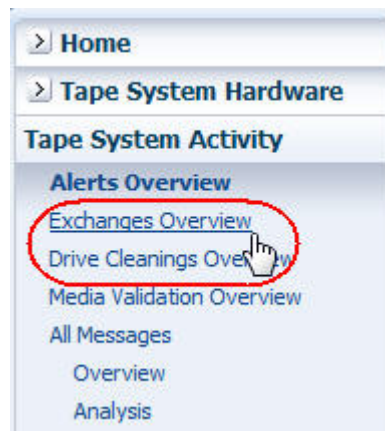 Home
Tape System Hardware
Tape System Activity
Alerts Overview
Exchanges Overview
Drive Cleanings Overview
Media Validation Overview
All Messages
Overview
Analysis